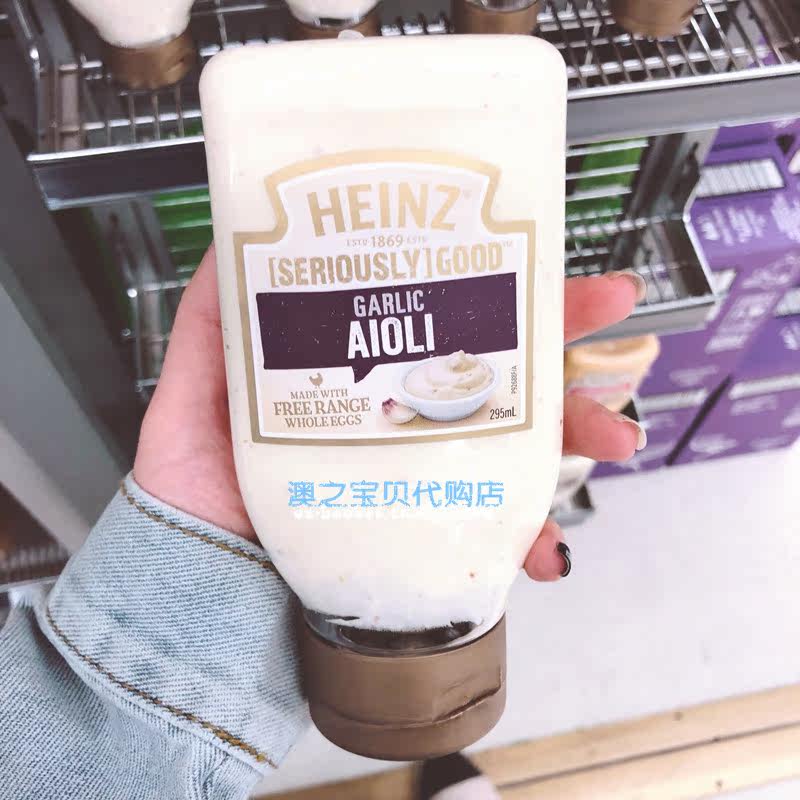 HEINZ®
ESTD 1869 ESTD
[SERIOUSLY] GOOD™
GARLIC
AIOLI
MADE WITH
FREE RANGE
WHOLE EGGS
295mL
澳之宝贝代购店